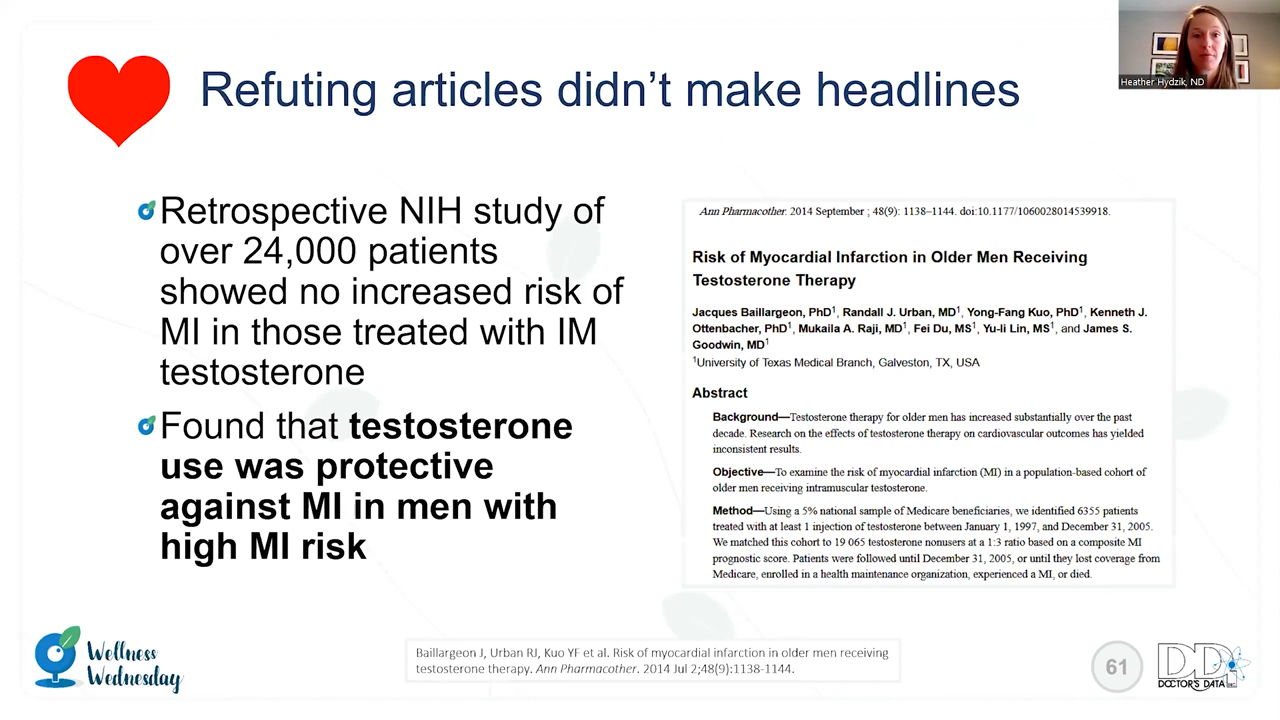 Refuting articles didn’t make headlines
Heather Hydzik, ND
Retrospective NIH study of
over 24,000 patients
showed no increased risk of
MI in those treated with IM
testosterone
Found that testosterone
use was protective
against MI in men with
high MI risk
Ann Pharmacother. 2014 September ; 48(9): 1138–1144. doi:10.1177/1060028014539918.
Risk of Myocardial Infarction in Older Men Receiving
Testosterone Therapy
Jacques Baillargeon, PhD1, Randall J. Urban, MD1, Yong-Fang Kuo, PhD1, Kenneth J.
Ottenbacher, PhD1, Mukaila A. Raji, MD1, Fei Du, MS1, Yu-li Lin, MS1, and James S.
Goodwin, MD1
1University of Texas Medical Branch, Galveston, TX, USA
Abstract
Background—Testosterone therapy for older men has increased substantially over the past
decade. Research on the effects of testosterone therapy on cardiovascular outcomes has yielded
inconsistent results.
Objective—To examine the risk of myocardial infarction (MI) in a population-based cohort of
older men receiving intramuscular testosterone.
Method—Using a 5% national sample of Medicare beneficiaries, we identified 6355 patients
treated with at least 1 injection of testosterone between January 1, 1997, and December 31, 2005.
We matched this cohort to 19 065 testosterone nonusers at a 1:3 ratio based on a composite MI
prognostic score. Patients were followed until December 31, 2005, or until they lost coverage from
Medicare, enrolled in a health maintenance organization, experienced a MI, or died.
Wellness
Wednesday
Baillargeon J, Urban RJ, Kuo YF et al. Risk of myocardial infarction in older men receiving
testosterone therapy. Ann Pharmacother. 2014 Jul 2;48(9):1138-1144.
61
DDI
DOCTOR'S DATA INC.